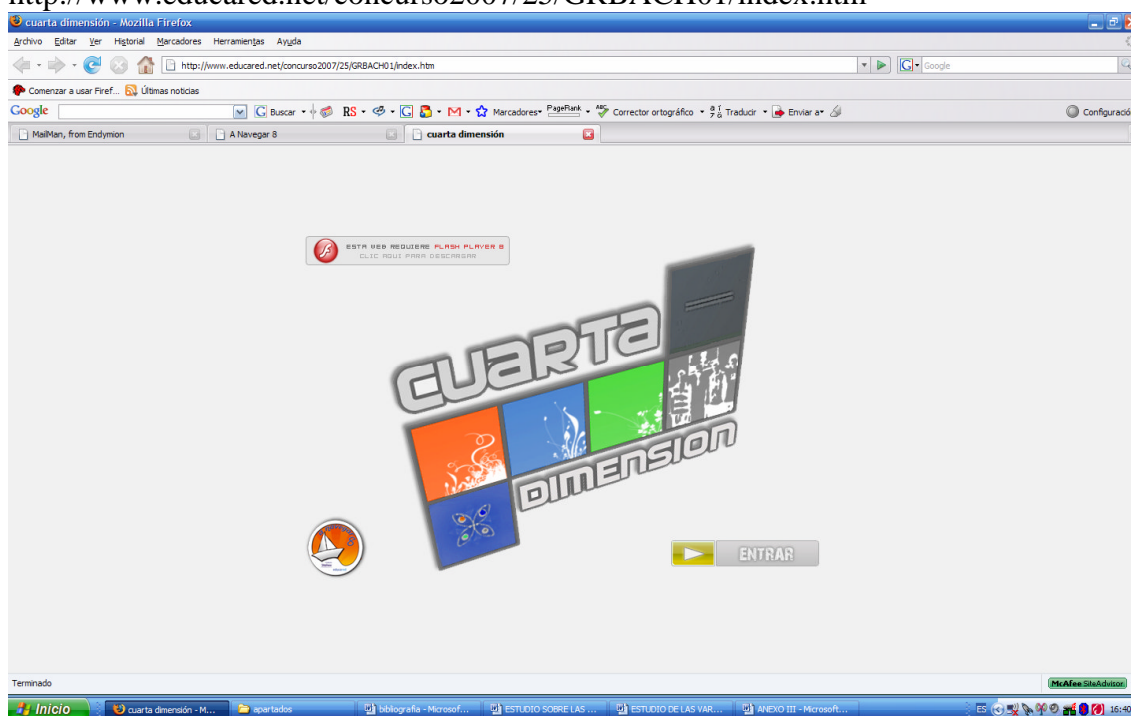 http://www.educared.net/concurso2007/25/GRBACH01/index.htm
cuarta dimensión - Mozilla Firefox
Archivo Editar Ver Historial Marcadores Herramientas Ayuda
http://www.educared.net/concurso2007/25/GRBACH01/index.htm
Google
Comenzar a usar Firef... Últimas noticias
Google Buscar RS Marcadores PageRank Corrector ortográfico Traducir Enviar a Configuració
MailMan, from Endymion A Navegar 8 cuarta dimensión
ESTA WEB REQUIERE FLASH PLAYER 8
CLIC AQUI PARA DESCARGAR
CUARTA
DIMENSION
ENTRAR
Terminado
McAfee SiteAdvisor
Inicio cuarta dimensión - M... apartados bibliografia - Microsof... ESTUDIO SOBRE LAS ... ESTUDIO DE LAS VAR... ANEXO III - Microsoft... ES 16:40